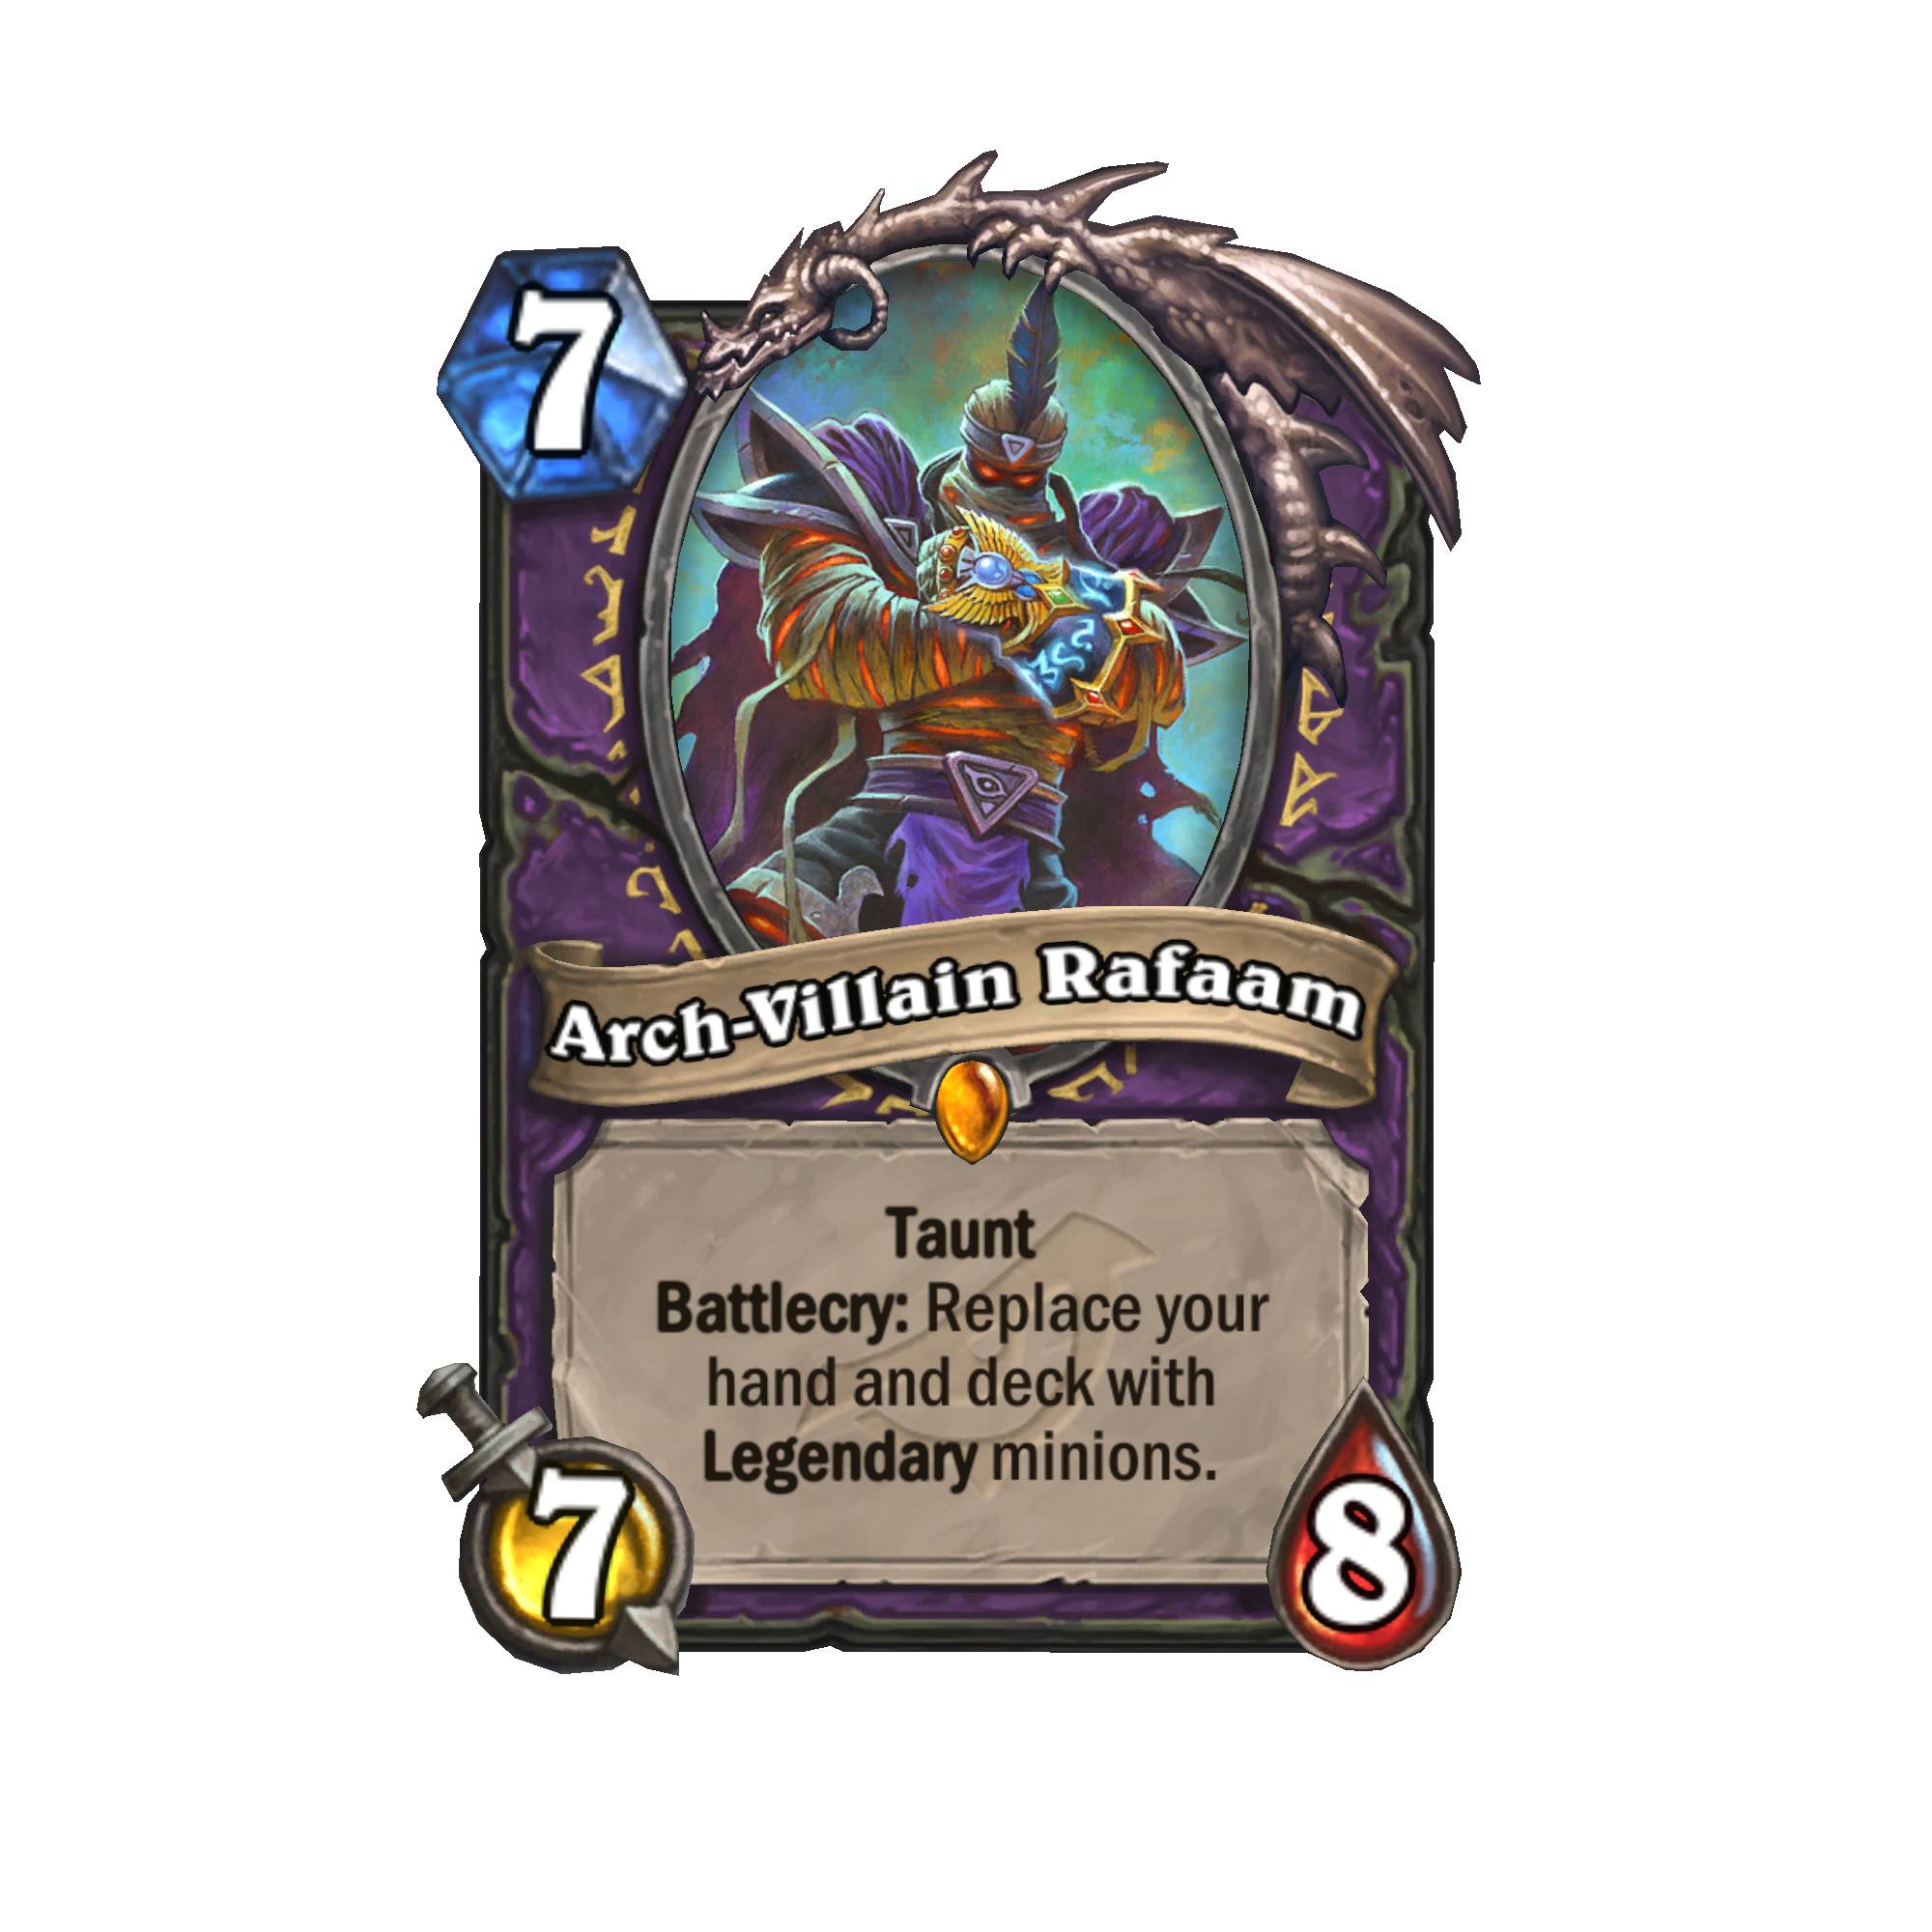 7
Arch-Villain Rafaam
Taunt
Battlecry: Replace your
hand and deck with
Legendary minions.
7
8